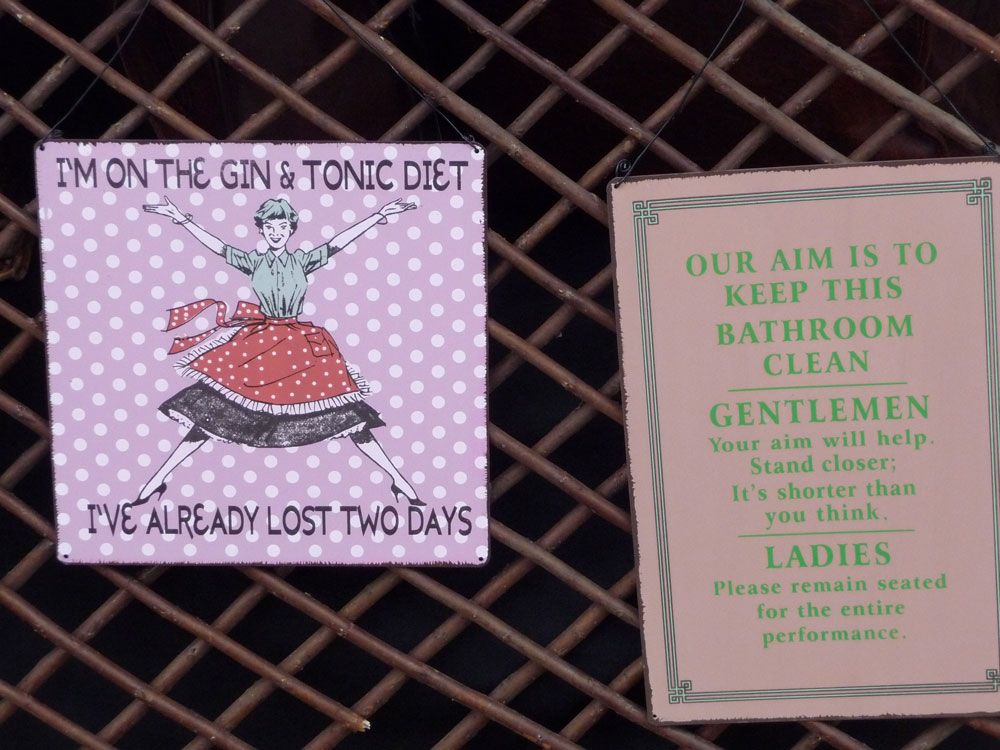 I'M ON THE GIN & TONIC DIET
I'VE ALREADY LOST TWO DAYS
OUR AIM IS TO
KEEP THIS
BATHROOM
CLEAN
GENTLEMEN
Your aim will help.
Stand closer;
It's shorter than
you think.
LADIES
Please remain seated
for the entire
performance.